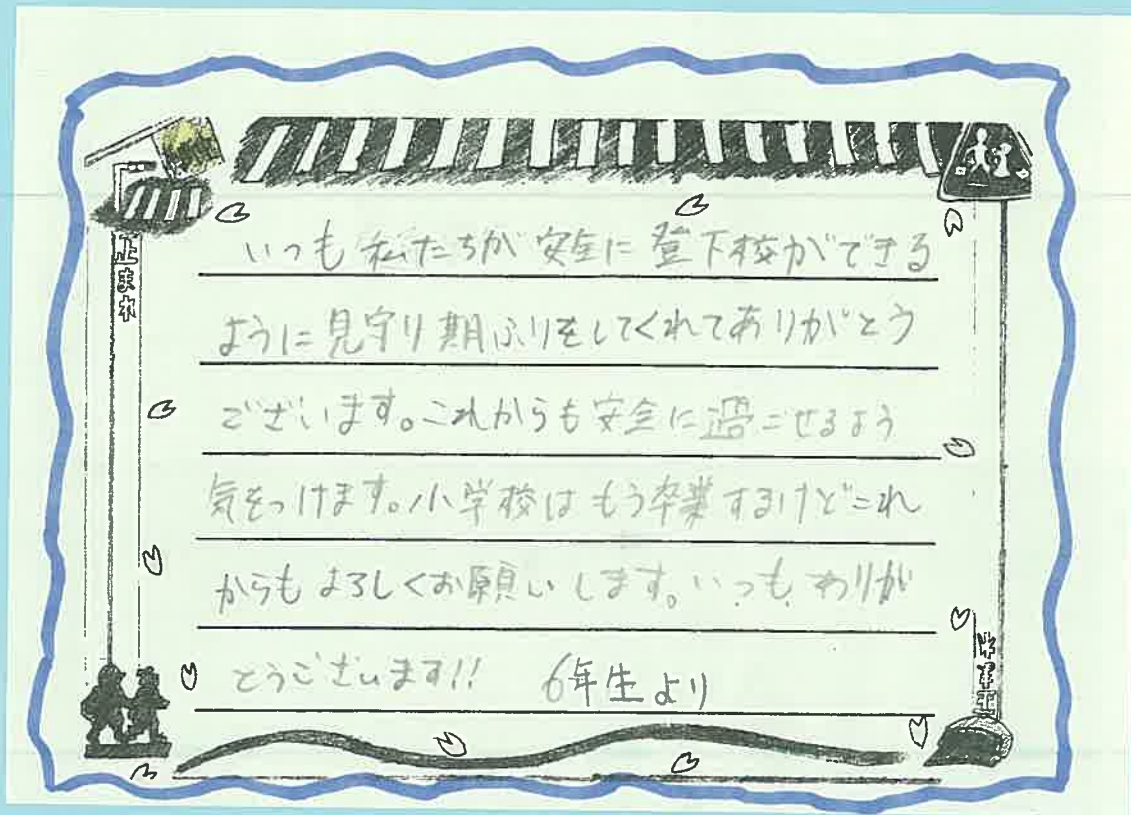 止まれ
いつも私たちが安全に登下校ができる
ように見守り期ふりをしてくれてありがとう
ございます。これからも安全に過ごせるよう
気をつけます。小学校はもう卒業するけどこれ
からもよろしくお願いします。いつもありが
とうございます!! 6年生より